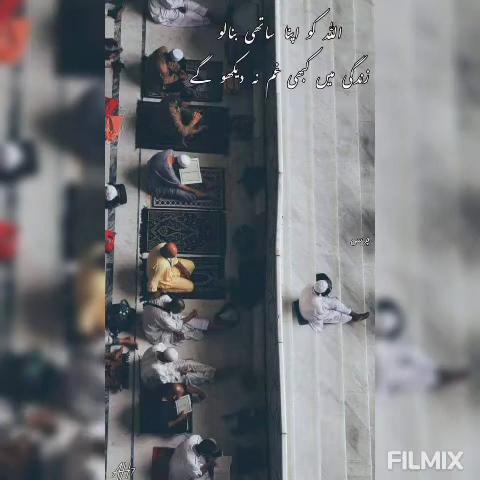 اللہ کو اپنا ساتھی بنالو
زندگی میں کبھی غم نہ دیکھو گے
FILMIX